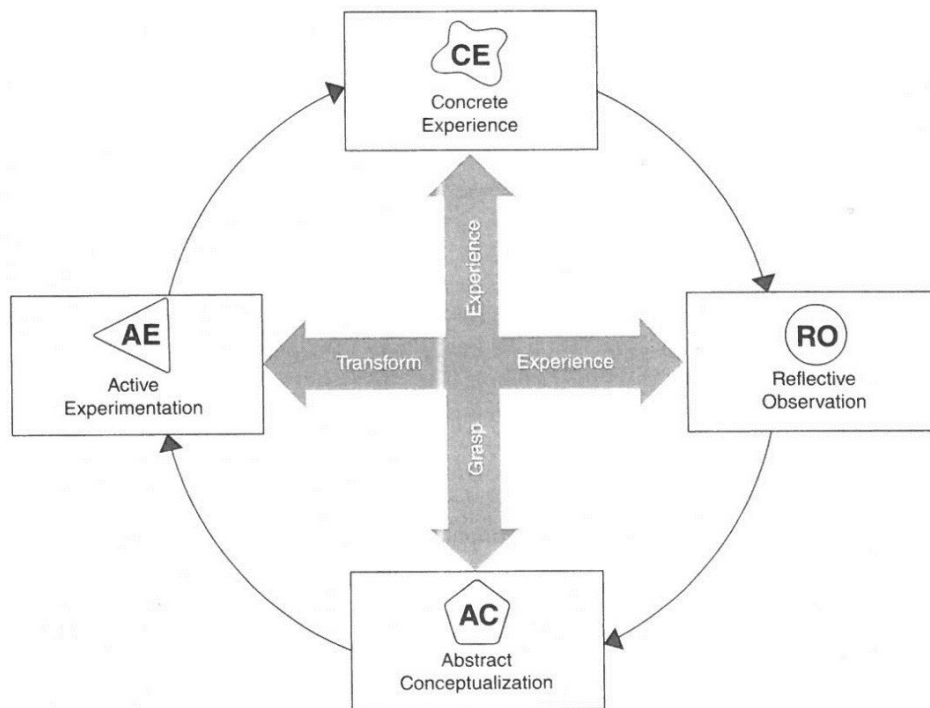 CE
Concrete
Experience
Experience
AE
Active
Experimentation
Transform
Experience
RO
Reflective
Observation
Grasp
AC
Abstract
Conceptualization